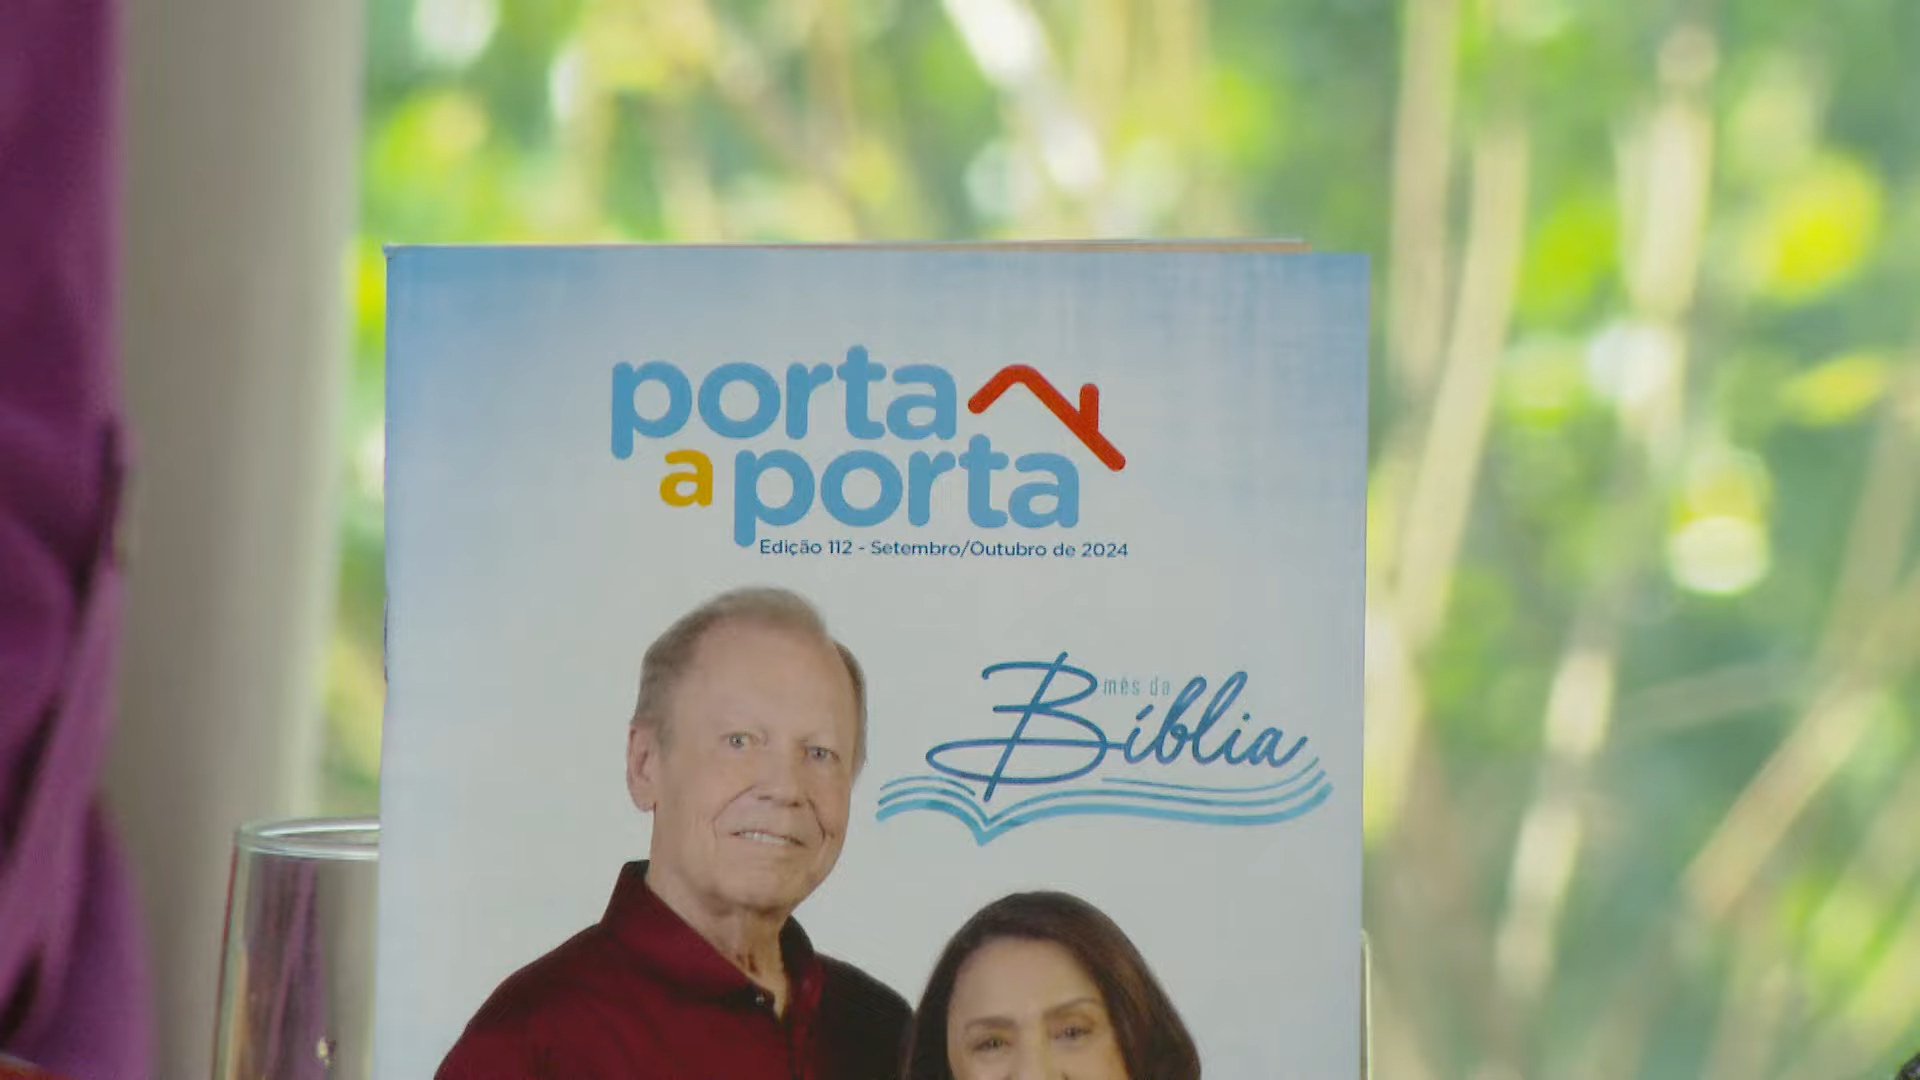 porta
a porta
Edição 112 - Setembro/Outubro de 2024
mês da
Bíblia